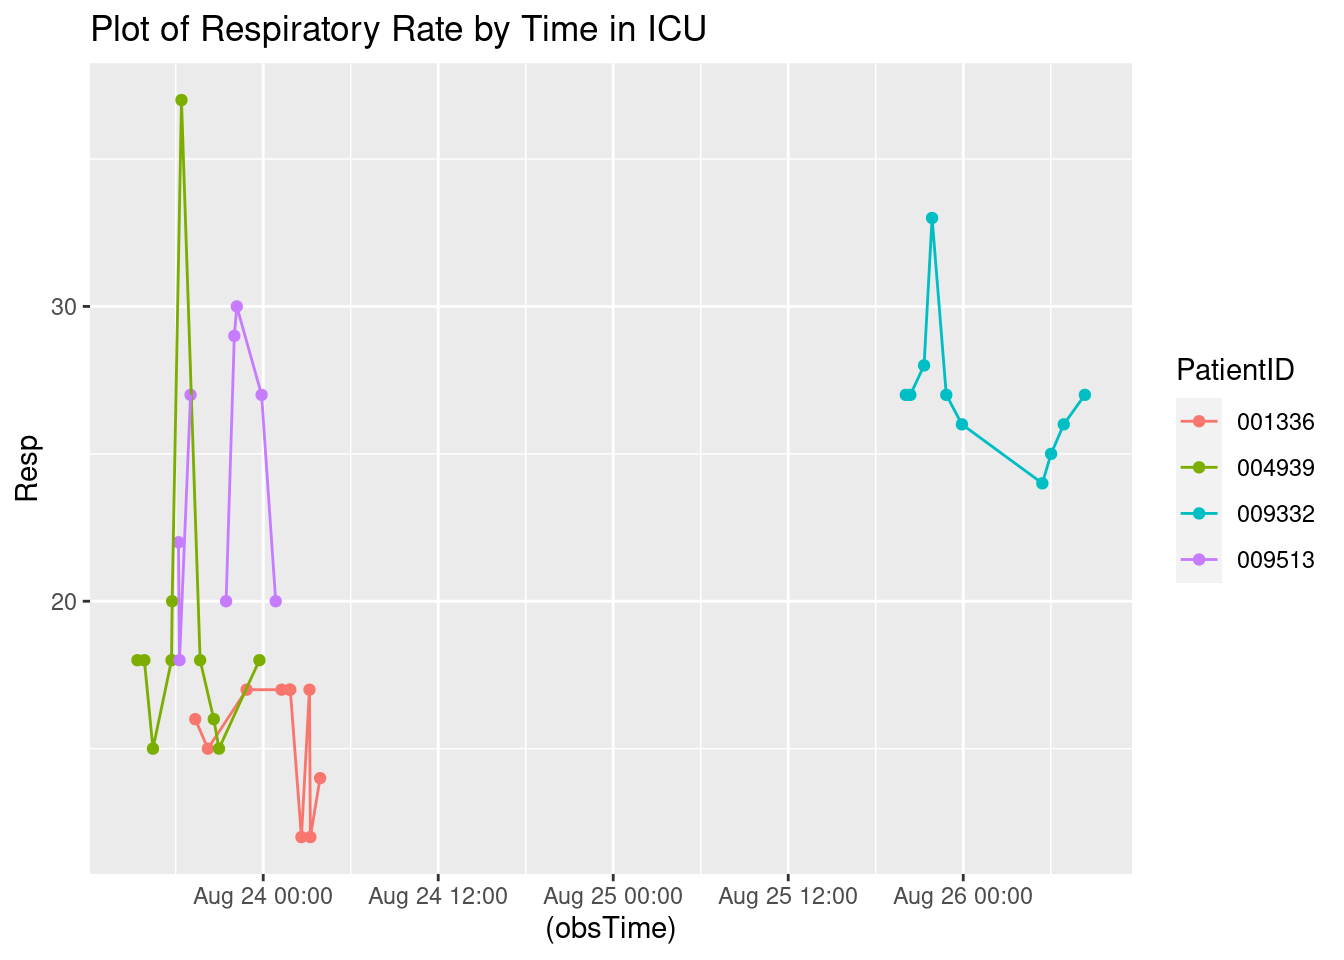 Plot of Respiratory Rate by Time in ICU
Resp
30
20
Aug 24 00:00 Aug 24 12:00 Aug 25 00:00 Aug 25 12:00 Aug 26 00:00
(obsTime)
PatientID
001336
004939
009332
009513